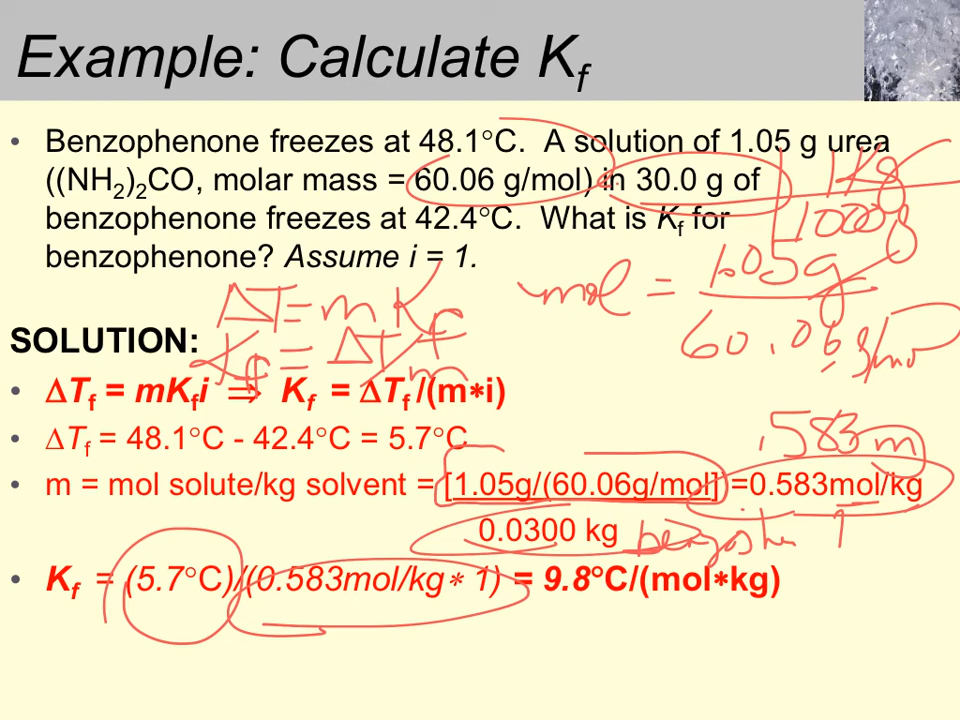 Example: Calculate Kf
• Benzophenone freezes at 48.1°C. A solution of 1.05 g urea
((NH2)2CO, molar mass = 60.06 g/mol) in 30.0 g of
benzophenone freezes at 42.4°C. What is Kf for
benzophenone? Assume i = 1.
1 Kg
1000g
mol = 1.05g
60.06 g/mol
ΔT = m Kf
Kf = ΔT
m
SOLUTION:
• ΔTf = mKfi ⇒ Kf = ΔTf /(m∗i)
• ΔTf = 48.1°C - 42.4°C = 5.7°C
.583 m
• m = mol solute/kg solvent = [1.05g/(60.06g/mol] =0.583mol/kg
0.0300 kg
• Kf = (5.7°C)/(0.583mol/kg∗ 1) = 9.8°C/(mol∗kg)